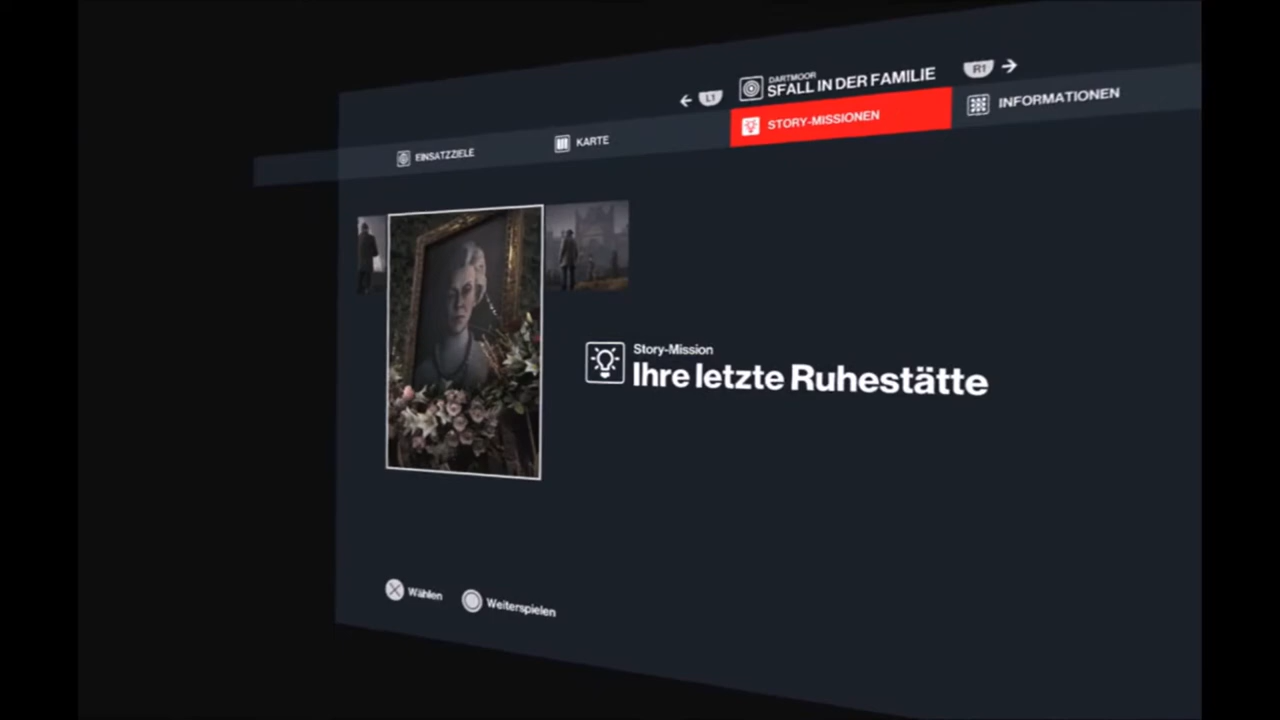 DARTMOOR
SFALL IN DER FAMILIE
L1
R1
EINSATZZIELE
KARTE
STORY-MISSIONEN
INFORMATIONEN
Story-Mission
Ihre letzte Ruhestätte
Wählen
Weiterspielen